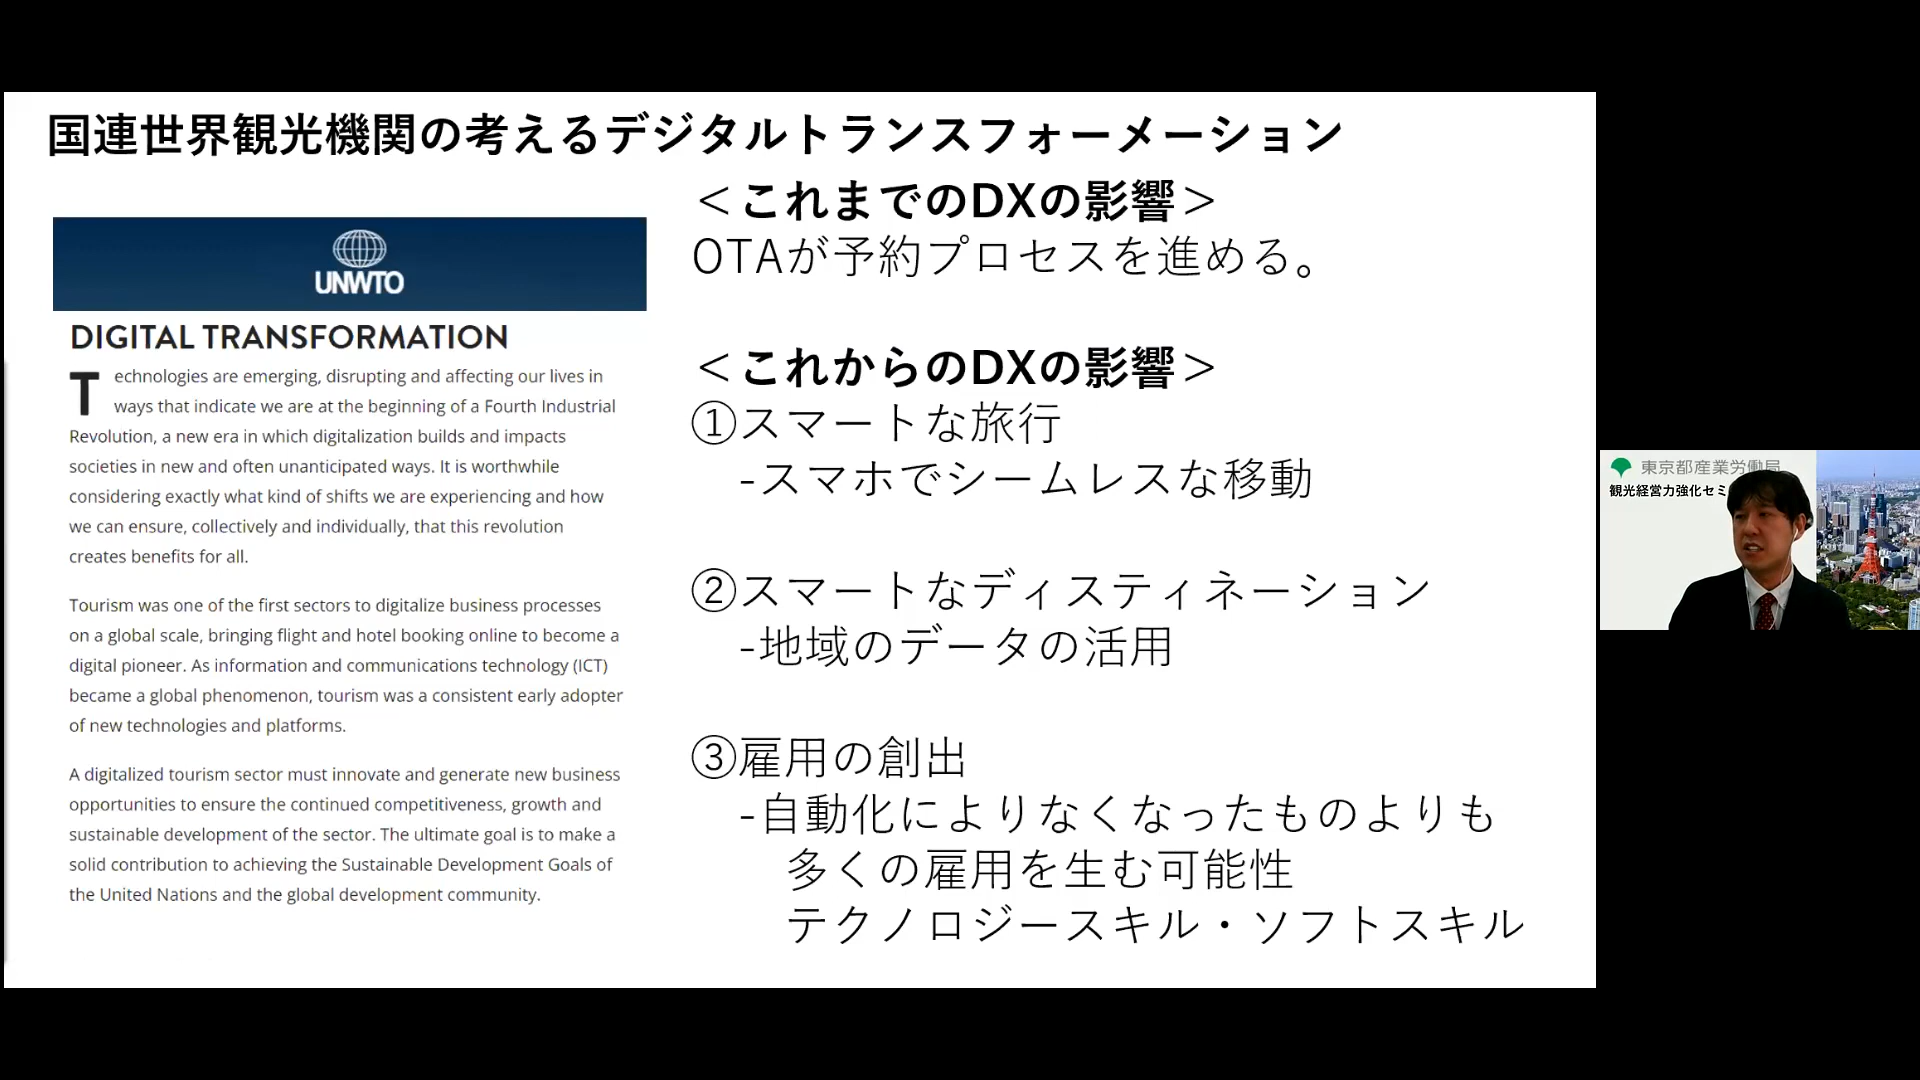 国連世界観光機関の考えるデジタルトランスフォーメーション
UNWTO
DIGITAL TRANSFORMATION
Technologies are emerging, disrupting and affecting our lives in
ways that indicate we are at the beginning of a Fourth Industrial
Revolution, a new era in which digitalization builds and impacts
societies in new and often unanticipated ways. It is worthwhile
considering exactly what kind of shifts we are experiencing and how
we can ensure, collectively and individually, that this revolution
creates benefits for all.
Tourism was one of the first sectors to digitalize business processes
on a global scale, bringing flight and hotel booking online to become a
digital pioneer. As information and communications technology (ICT)
became a global phenomenon, tourism was a consistent early adopter
of new technologies and platforms.
A digitalized tourism sector must innovate and generate new business
opportunities to ensure the continued competitiveness, growth and
sustainable development of the sector. The ultimate goal is to make a
solid contribution to achieving the Sustainable Development Goals of
the United Nations and the global development community.
＜これまでのDXの影響＞
OTAが予約プロセスを進める。
＜これからのDXの影響＞
①スマートな旅行
-スマホでシームレスな移動
②スマートなディスティネーション
-地域のデータの活用
③雇用の創出
-自動化によりなくなったものよりも
多くの雇用を生む可能性
テクノロジースキル・ソフトスキル
東京都産業労働局
観光経営力強化セミ